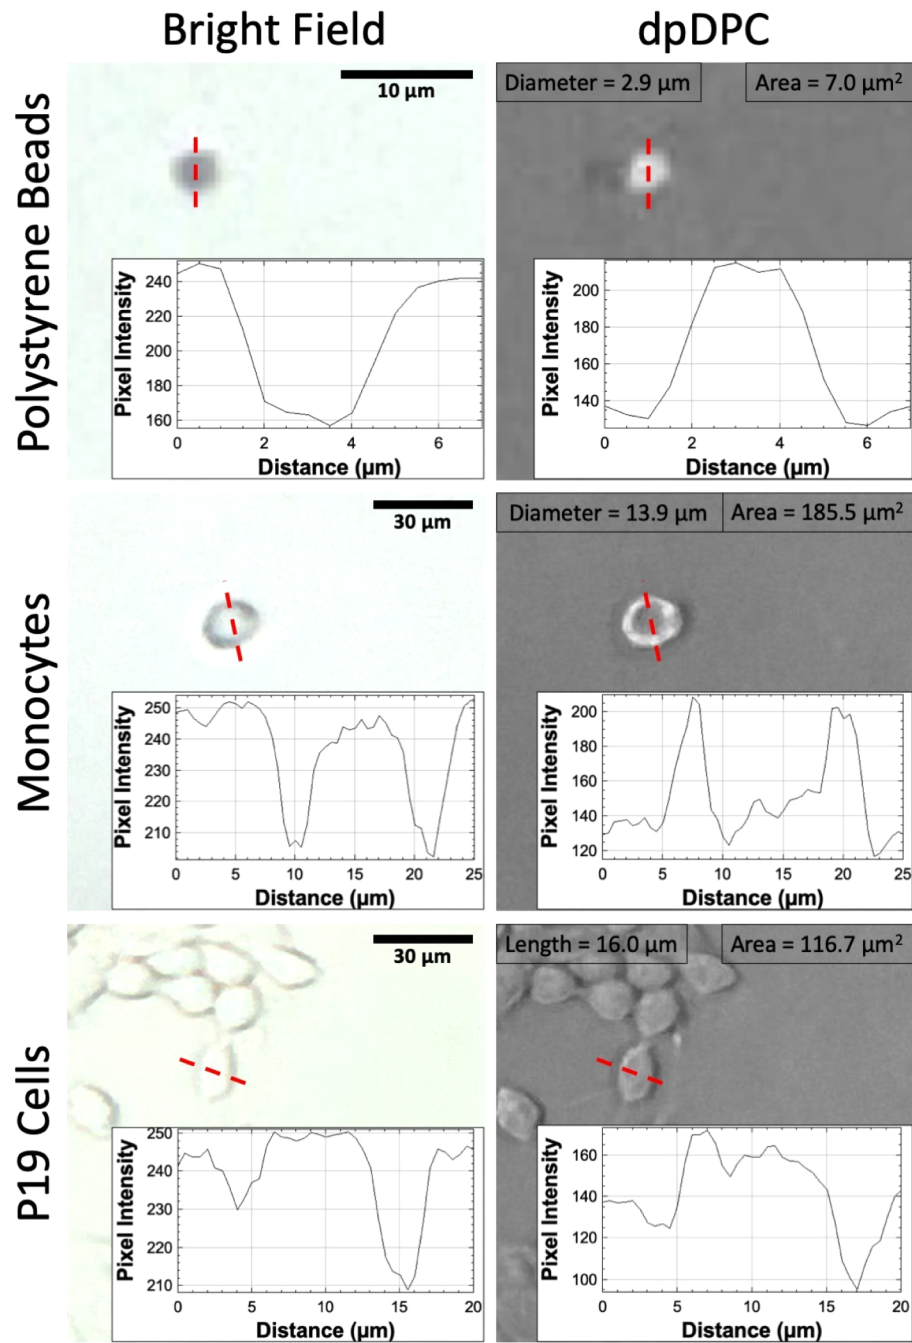 Bright Field
dpDPC
Polystyrene Beads
10 µm
240
200
160
Pixel Intensity
0 2 4 6
Distance (µm)
Diameter = 2.9 µm
Area = 7.0 µm²
200
180
160
140
Pixel Intensity
0 2 4 6
Distance (µm)
Monocytes
30 µm
250
240
230
220
210
Pixel Intensity
0 5 10 15 20 25
Distance (µm)
Diameter = 13.9 µm
Area = 185.5 µm²
200
180
160
140
120
Pixel Intensity
0 5 10 15 20 25
Distance (µm)
P19 Cells
30 µm
250
240
230
220
210
Pixel Intensity
0 5 10 15 20
Distance (µm)
Length = 16.0 µm
Area = 116.7 µm²
160
140
120
100
Pixel Intensity
0 5 10 15 20
Distance (µm)